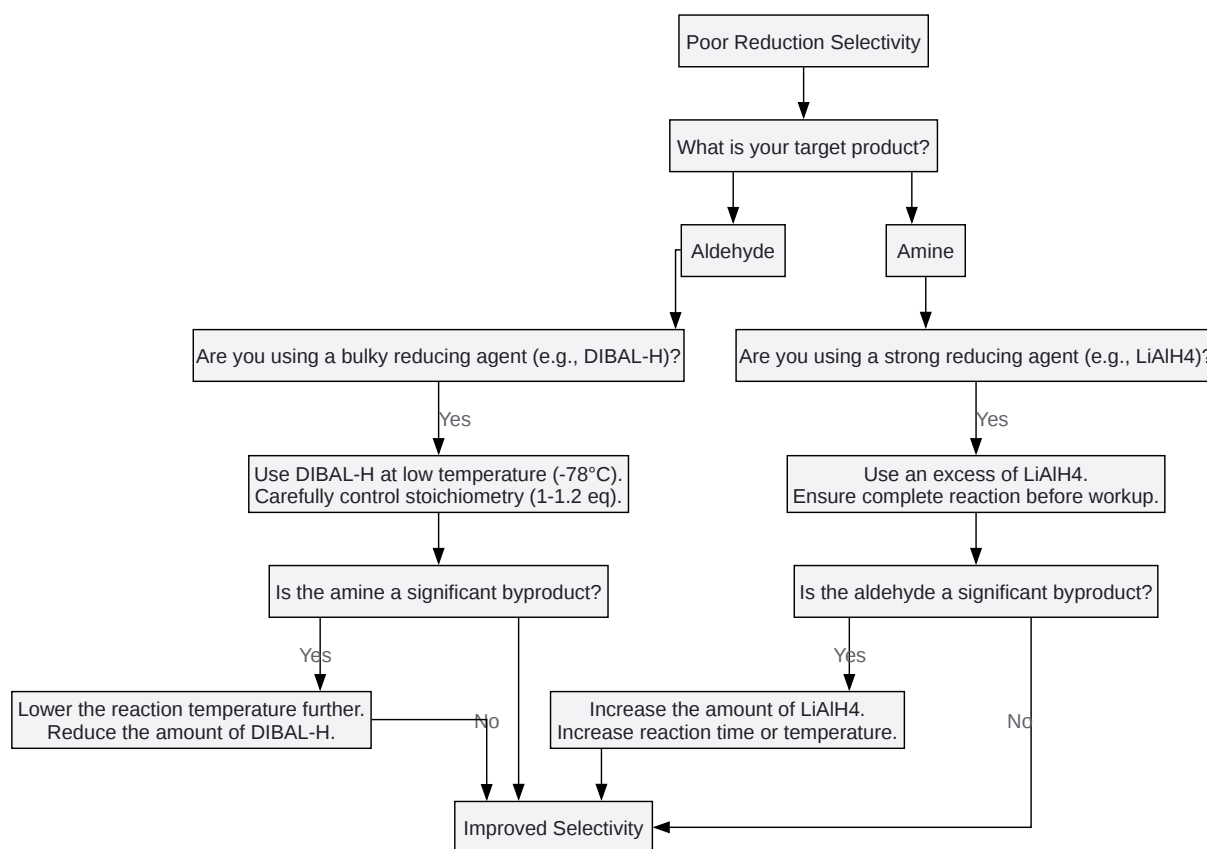 Poor Reduction Selectivity
What is your target product?
Aldehyde
Amine
Are you using a bulky reducing agent (e.g., DIBAL-H)?
Are you using a strong reducing agent (e.g., LiAlH4)?
Yes
Yes
Use DIBAL-H at low temperature (-78°C).
Carefully control stoichiometry (1-1.2 eq).
Use an excess of LiAlH4.
Ensure complete reaction before workup.
Is the amine a significant byproduct?
Is the aldehyde a significant byproduct?
Yes
Yes
Lower the reaction temperature further.
Reduce the amount of DIBAL-H.
No
Increase the amount of LiAlH4.
Increase reaction time or temperature.
No
Improved Selectivity